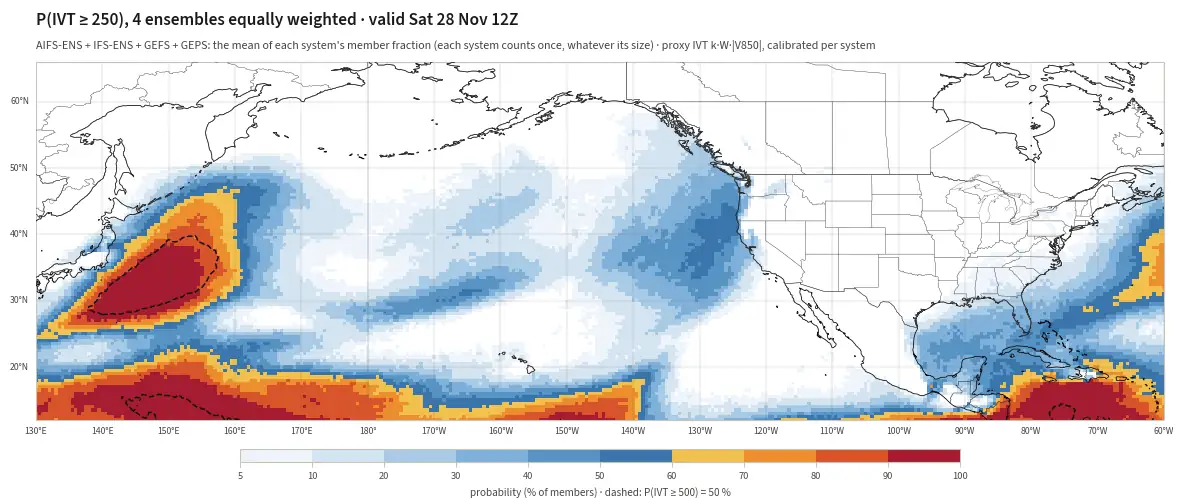 P(IVT ≥ 250), 4 ensembles equally weighted · valid Sat 28 Nov 12Z
AIFS-ENS + IFS-ENS + GEFS + GEPS: the mean of each system's member fraction (each system counts once, whatever its size) · proxy IVT k·W·|V850|, calibrated per system
60°N
50°N
40°N
30°N
20°N
130°E 140°E 150°E 160°E 170°E 180° 170°W 160°W 150°W 140°W 130°W 120°W 110°W 100°W 90°W 80°W 70°W 60°W
5 10 20 30 40 50 60 70 80 90 100
probability (% of members) · dashed: P(IVT ≥ 500) = 50 %